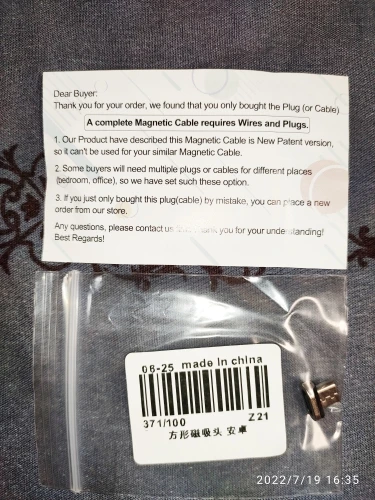 Dear Buyer:
Thank you for your order, we found that you only bought the Plug (or Cable)
A complete Magnetic Cable requires Wires and Plugs.
1. Our Product have described this Magnetic Cable is New Patent version,
so it can't be used for your similar Magnetic Cable.
2. Some buyers will need multiple plugs or cables for different places
(bedroom, office), so we have set such these option.
3. If you just only bought this plug(cable) by mistake, you can place a new
order from our store.
Any questions, please contact us thank you for your understanding!
Best Regards!
06-25 made in china
371/100 Z21
方形磁吸头 安卓
2022/7/19 16:35